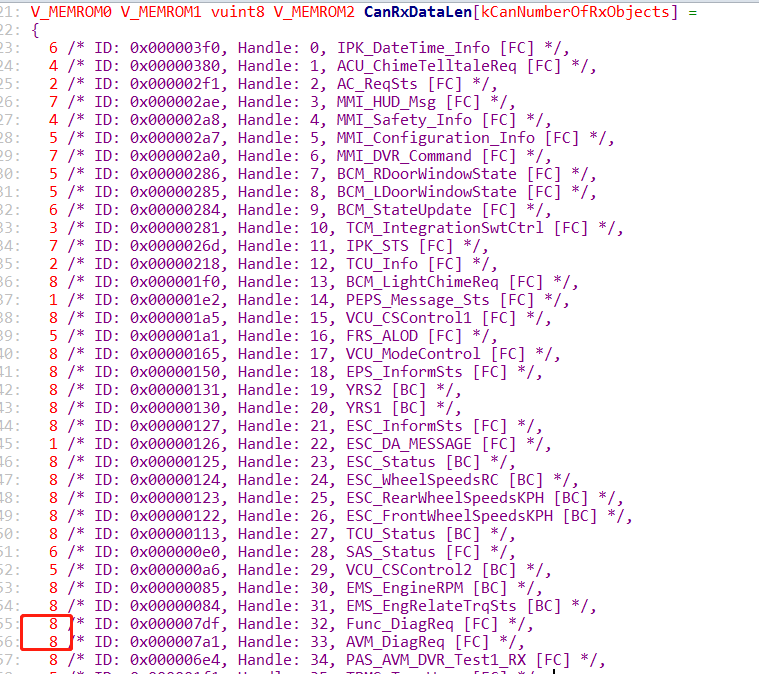 21: V_MEMROM0 V_MEMROM1 vuint8 V_MEMROM2 CanRxDataLen[kCanNumberOfRxObjects] =
22: {
23: 6 /* ID: 0x000003f0, Handle: 0, IPK_DateTime_Info [FC] */,
24: 4 /* ID: 0x00000380, Handle: 1, ACU_ChimeTelltaleReq [FC] */,
25: 2 /* ID: 0x000002f1, Handle: 2, AC_ReqSts [FC] */,
26: 7 /* ID: 0x000002ae, Handle: 3, MMI_HUD_Msg [FC] */,
27: 4 /* ID: 0x000002a8, Handle: 4, MMI_Safety_Info [FC] */,
28: 5 /* ID: 0x000002a7, Handle: 5, MMI_Configuration_Info [FC] */,
29: 7 /* ID: 0x000002a0, Handle: 6, MMI_DVR_Command [FC] */,
30: 5 /* ID: 0x00000286, Handle: 7, BCM_RDoorWindowState [FC] */,
31: 5 /* ID: 0x00000285, Handle: 8, BCM_LDoorWindowState [FC] */,
32: 6 /* ID: 0x00000284, Handle: 9, BCM_StateUpdate [FC] */,
33: 3 /* ID: 0x00000281, Handle: 10, TCM_IntegrationSwtCtrl [FC] */,
34: 7 /* ID: 0x0000026d, Handle: 11, IPK_STS [FC] */,
35: 2 /* ID: 0x00000218, Handle: 12, TCU_Info [FC] */,
36: 8 /* ID: 0x000001f0, Handle: 13, BCM_LightChimeReq [FC] */,
37: 1 /* ID: 0x000001e2, Handle: 14, PEPS_Message_Sts [FC] */,
38: 8 /* ID: 0x000001a5, Handle: 15, VCU_CSControl1 [FC] */,
39: 5 /* ID: 0x000001a1, Handle: 16, FRS_ALOD [FC] */,
40: 8 /* ID: 0x00000165, Handle: 17, VCU_ModeControl [FC] */,
41: 8 /* ID: 0x00000150, Handle: 18, EPS_InformSts [FC] */,
42: 8 /* ID: 0x00000131, Handle: 19, YRS2 [BC] */,
43: 8 /* ID: 0x00000130, Handle: 20, YRS1 [BC] */,
44: 8 /* ID: 0x00000127, Handle: 21, ESC_InformSts [FC] */,
45: 1 /* ID: 0x00000126, Handle: 22, ESC_DA_MESSAGE [FC] */,
46: 8 /* ID: 0x00000125, Handle: 23, ESC_Status [BC] */,
47: 8 /* ID: 0x00000124, Handle: 24, ESC_WheelSpeedsRC [BC] */,
48: 8 /* ID: 0x00000123, Handle: 25, ESC_RearWheelSpeedsKPH [BC] */,
49: 8 /* ID: 0x00000122, Handle: 26, ESC_FrontWheelSpeedsKPH [BC] */,
50: 8 /* ID: 0x00000113, Handle: 27, TCU_Status [BC] */,
51: 6 /* ID: 0x000000e0, Handle: 28, SAS_Status [FC] */,
52: 5 /* ID: 0x000000a6, Handle: 29, VCU_CSControl2 [BC] */,
53: 8 /* ID: 0x00000085, Handle: 30, EMS_EngineRPM [BC] */,
54: 8 /* ID: 0x00000084, Handle: 31, EMS_EngRelateTrqSts [BC] */,
55: 8 /* ID: 0x000007df, Handle: 32, Func_DiagReq [FC] */,
56: 8 /* ID: 0x000007a1, Handle: 33, AVM_DiagReq [FC] */,
57: 8 /* ID: 0x000006e4, Handle: 34, PAS_AVM_DVR_Test1_RX [FC] */,